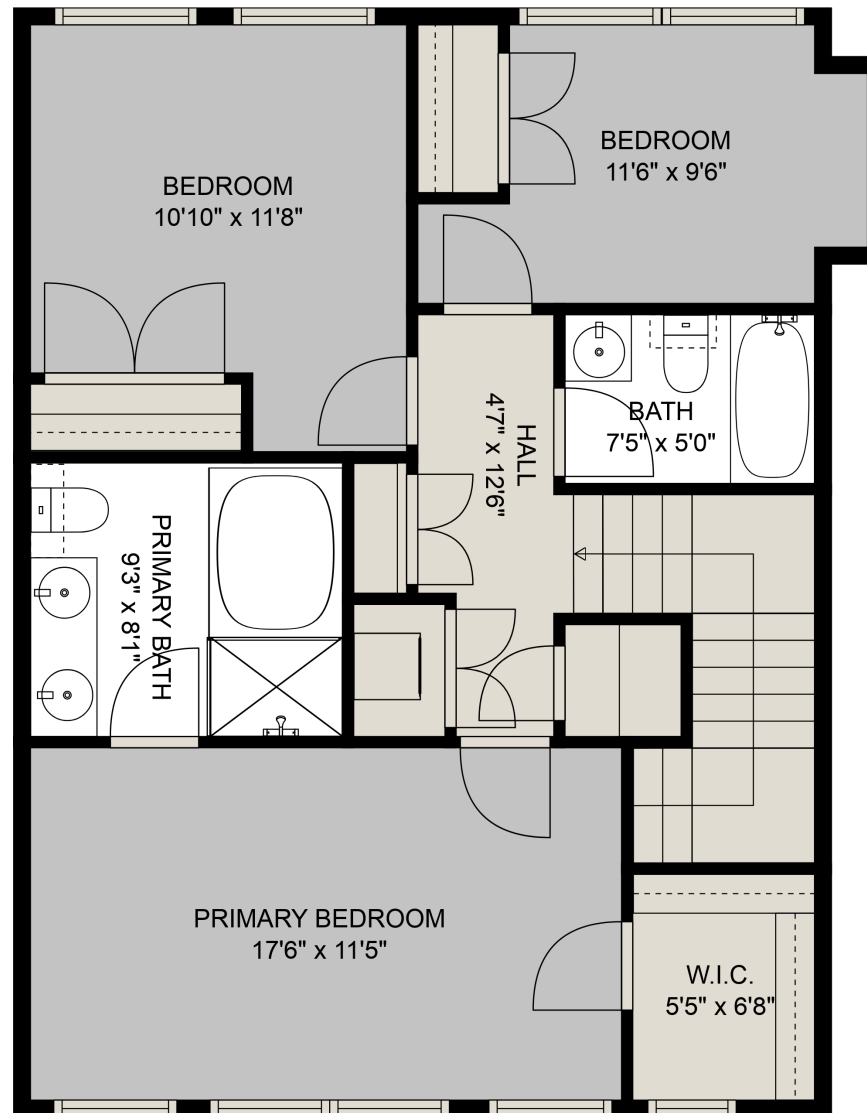 BEDROOM
10'10" x 11'8"
BEDROOM
11'6" x 9'6"
HALL
4'7" x 12'6"
BATH
7'5" x 5'0"
PRIMARY BATH
9'3" x 8'1"
PRIMARY BEDROOM
17'6" x 11'5"
W.I.C.
5'5" x 6'8"